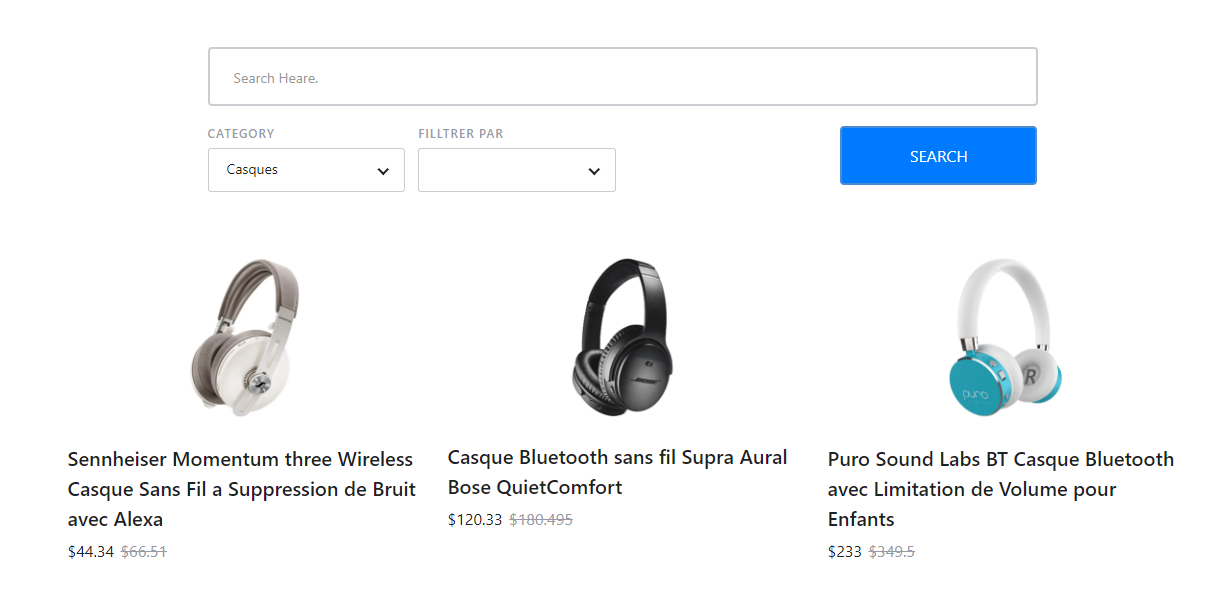 Search Heare.
CATEGORY
FILLTRER PAR
Casques
SEARCH
BOSE
puro
R
Sennheiser Momentum three Wireless
Casque Sans Fil a Suppression de Bruit
avec Alexa
$44.34 $66.51
Casque Bluetooth sans fil Supra Aural
Bose QuietComfort
$120.33 $180.495
Puro Sound Labs BT Casque Bluetooth
avec Limitation de Volume pour
Enfants
$233 $349.5